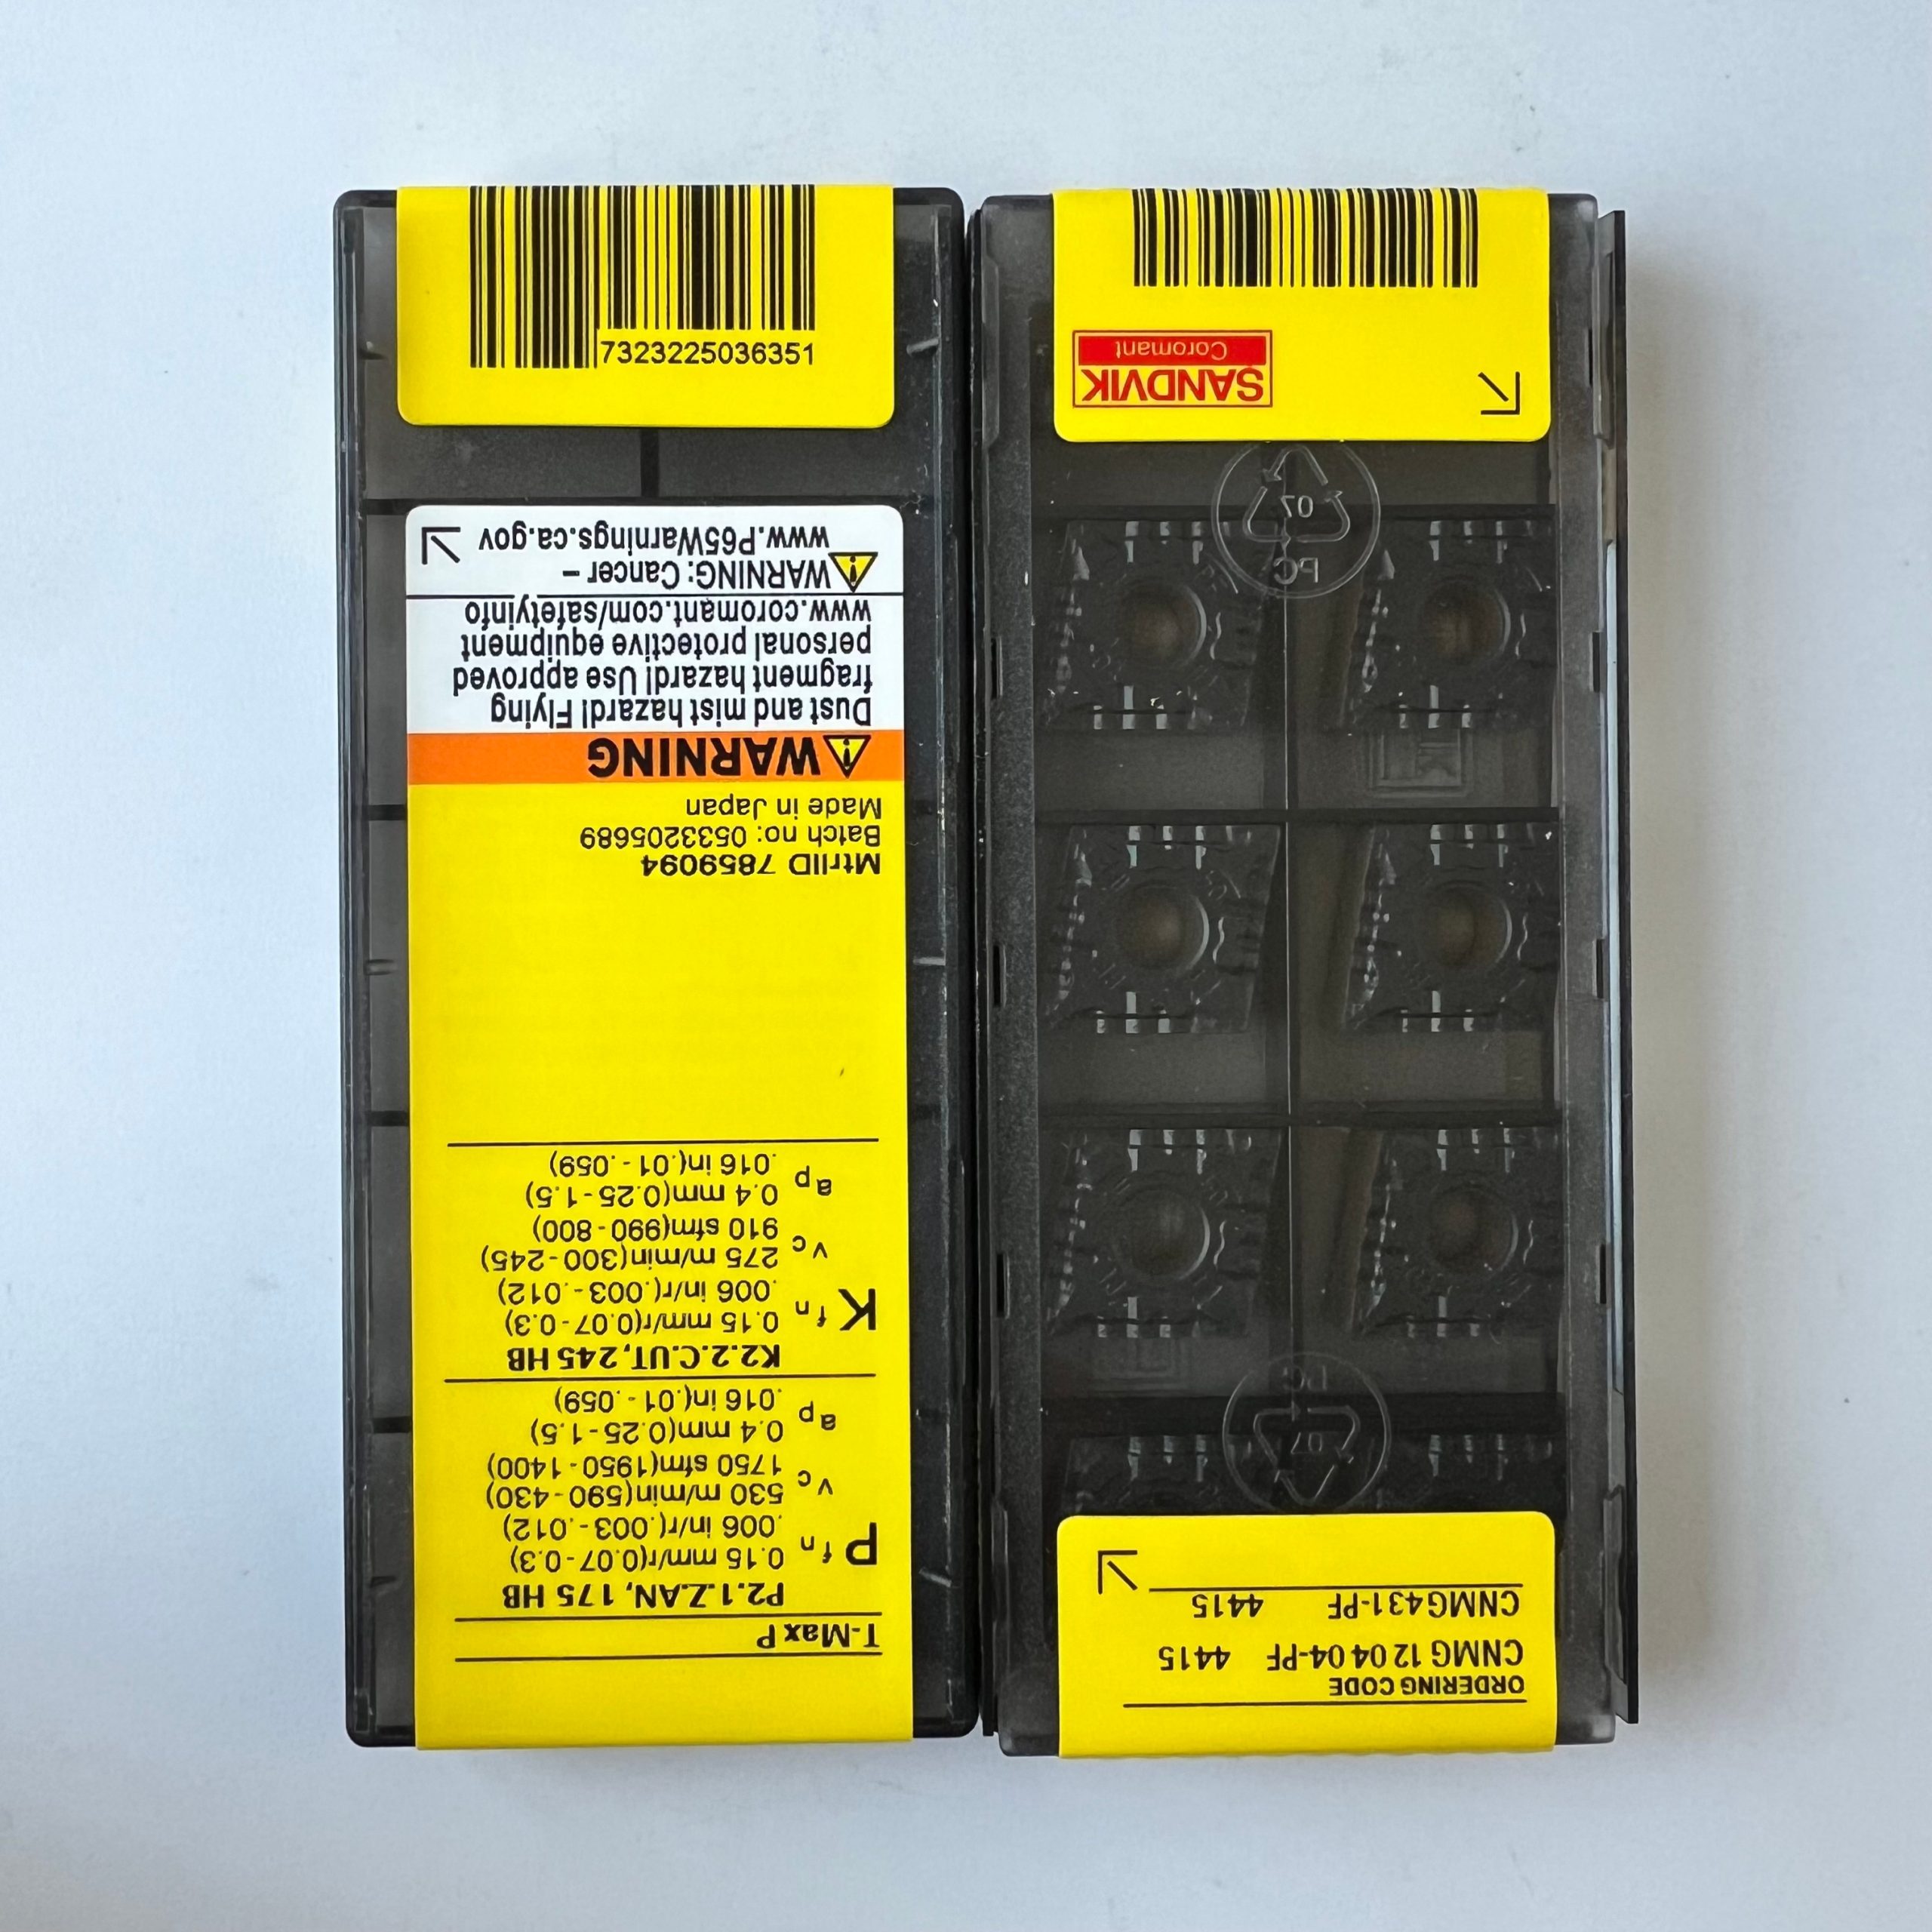 7323225036351
T-Max P
P2.1.Z.AN, 175 HB
P fn 0.15 mm/r(0.07-0.3)
.006 in/r(.003-.012)
vc 530 m/min(590-430)
1750 sfm(1950-1400)
ap 0.4 mm(0.25-1.5)
.016 in(.01-.059)
K2.2.C.UT, 245 HB
K fn 0.15 mm/r(0.07-0.3)
.006 in/r(.003-.012)
vc 275 m/min(300-245)
910 sfm(990-800)
ap 0.4 mm(0.25-1.5)
.016 in(.01-.059)
MtrlID 7859094
Batch no: 0533205689
Made in Japan
WARNING
Dust and mist hazard! Flying
fragment hazard! Use approved
personal protective equipment
www.coromant.com/safetyinfo
WARNING: Cancer –
www.P65Warnings.ca.gov
ORDERING CODE
CNMG 12 04 04-PF 4415
CNMG431-PF 4415
07
PC
07
PC
SANDVIK
Coromant